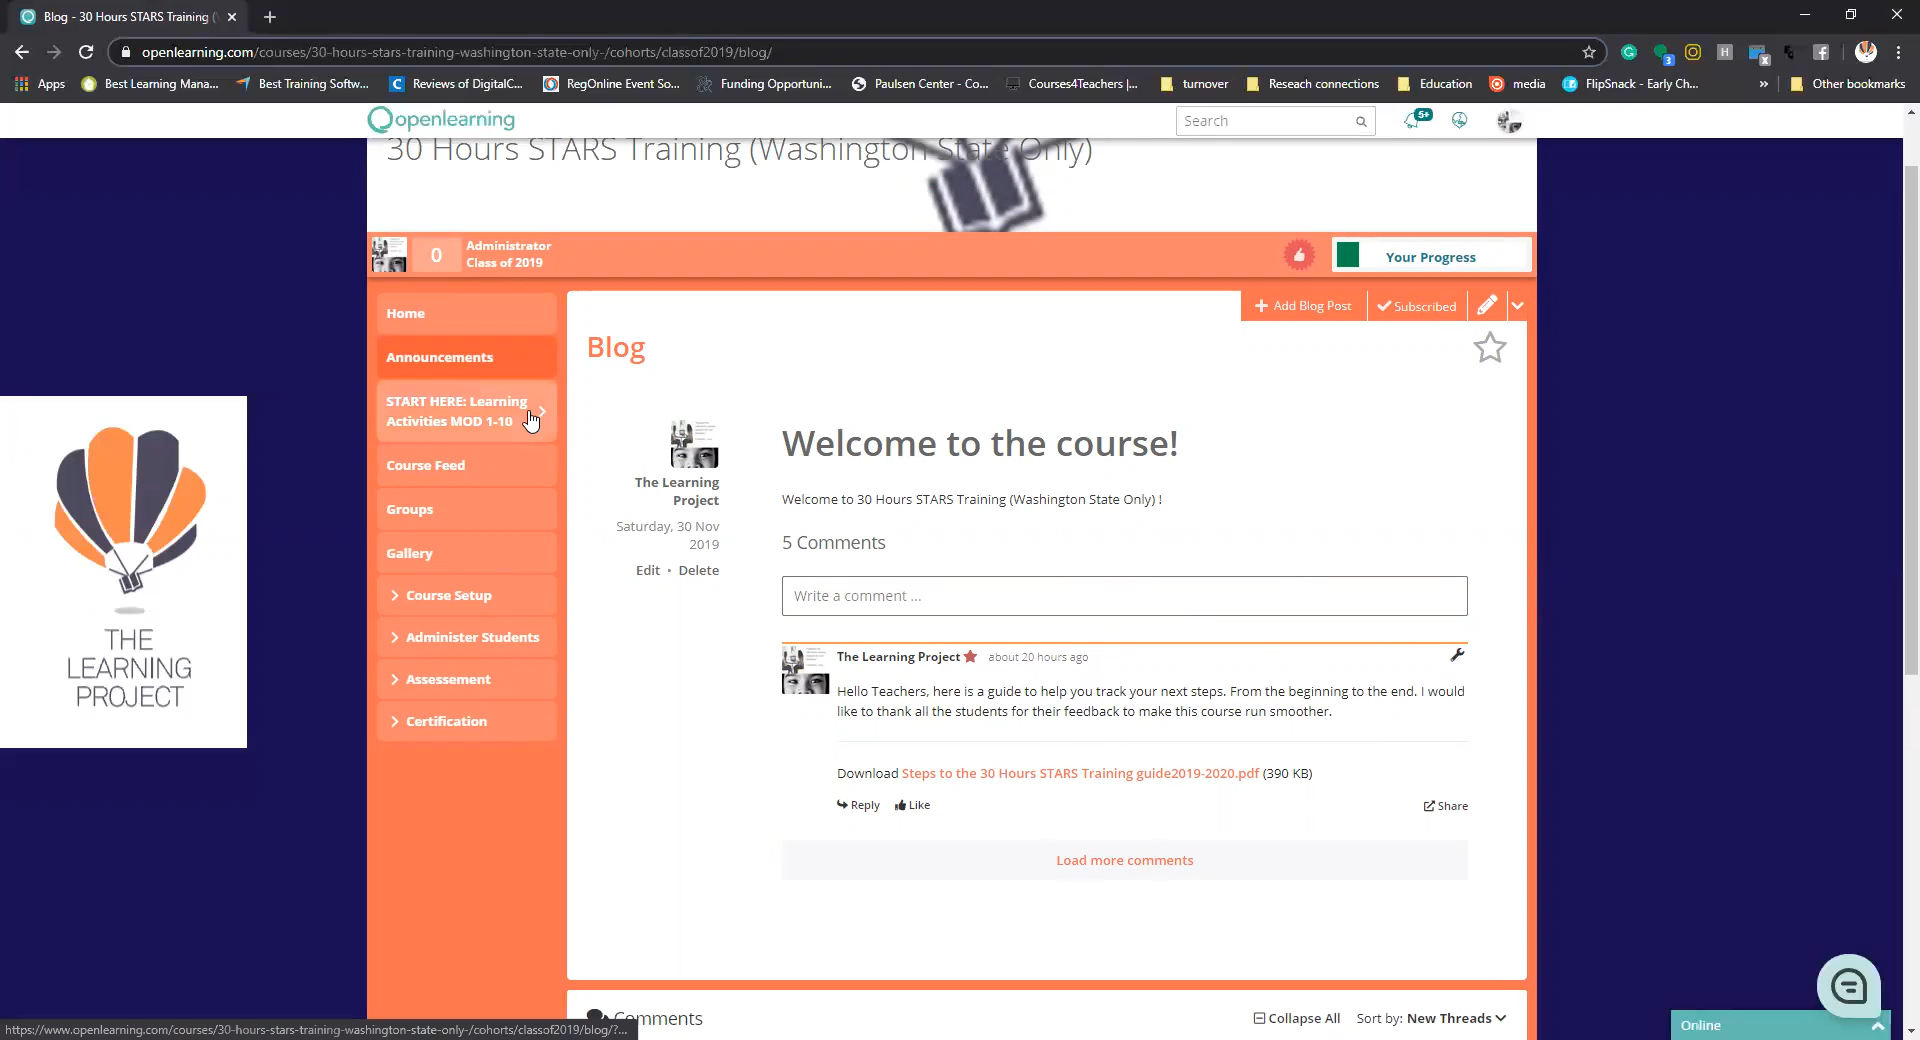 Blog - 30 Hours STARS Training (
openlearning.com/courses/30-hours-stars-training-washington-state-only-/cohorts/classof2019/blog/
Apps
Best Learning Mana...
Best Training Softw...
Reviews of DigitalC...
RegOnline Event So...
Funding Opportuni...
Paulsen Center - Co...
Courses4Teachers |...
turnover
Reseach connections
Education
media
FlipSnack - Early Ch...
»
Other bookmarks
openlearning
Search
5+
30 Hours STARS Training (Washington State Only)
0
Administrator
Class of 2019
Your Progress
Home
Announcements
START HERE: Learning
Activities MOD 1-10
Course Feed
Groups
Gallery
Course Setup
Administer Students
Assessment
Certification
Add Blog Post
Subscribed
Blog
The Learning
Project
Saturday, 30 Nov
2019
Edit • Delete
Welcome to the course!
Welcome to 30 Hours STARS Training (Washington State Only) !
5 Comments
Write a comment ...
The Learning Project about 20 hours ago
Hello Teachers, here is a guide to help you track your next steps. From the beginning to the end. I would
like to thank all the students for their feedback to make this course run smoother.
Download Steps to the 30 Hours STARS Training guide2019-2020.pdf (390 KB)
Reply Like
Share
Load more comments
Comments
Collapse All
Sort by: New Threads
THE
LEARNING
PROJECT
Online
https://www.openlearning.com/courses/30-hours-stars-training-washington-state-only-/cohorts/classof2019/blog/?...